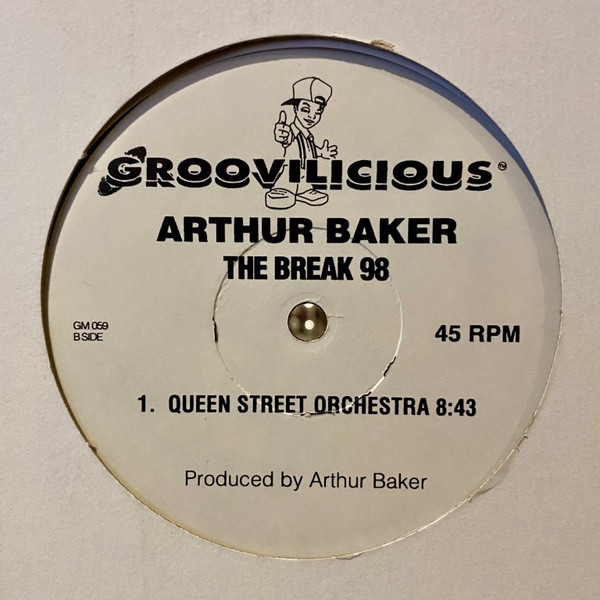 GROOVILICIOUS™
ARTHUR BAKER
THE BREAK 98
GM 059
B SIDE
45 RPM
1. QUEEN STREET ORCHESTRA 8:43
Produced by Arthur Baker